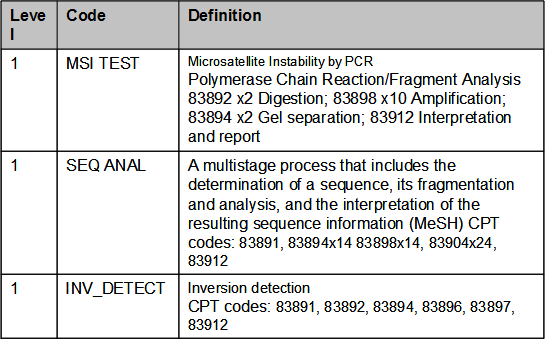 Leve
l
Code
Definition
1
MSI TEST
Microsatellite Instability by PCR
Polymerase Chain Reaction/Fragment Analysis
83892 x2 Digestion; 83898 x10 Amplification;
83894 x2 Gel separation; 83912 Interpretation
and report
1
SEQ ANAL
A multistage process that includes the
determination of a sequence, its fragmentation
and analysis, and the interpretation of the
resulting sequence information (MeSH) CPT
codes: 83891, 83894x14 83898x14, 83904x24,
83912
1
INV_DETECT
Inversion detection
CPT codes: 83891, 83892, 83894, 83896, 83897,
83912